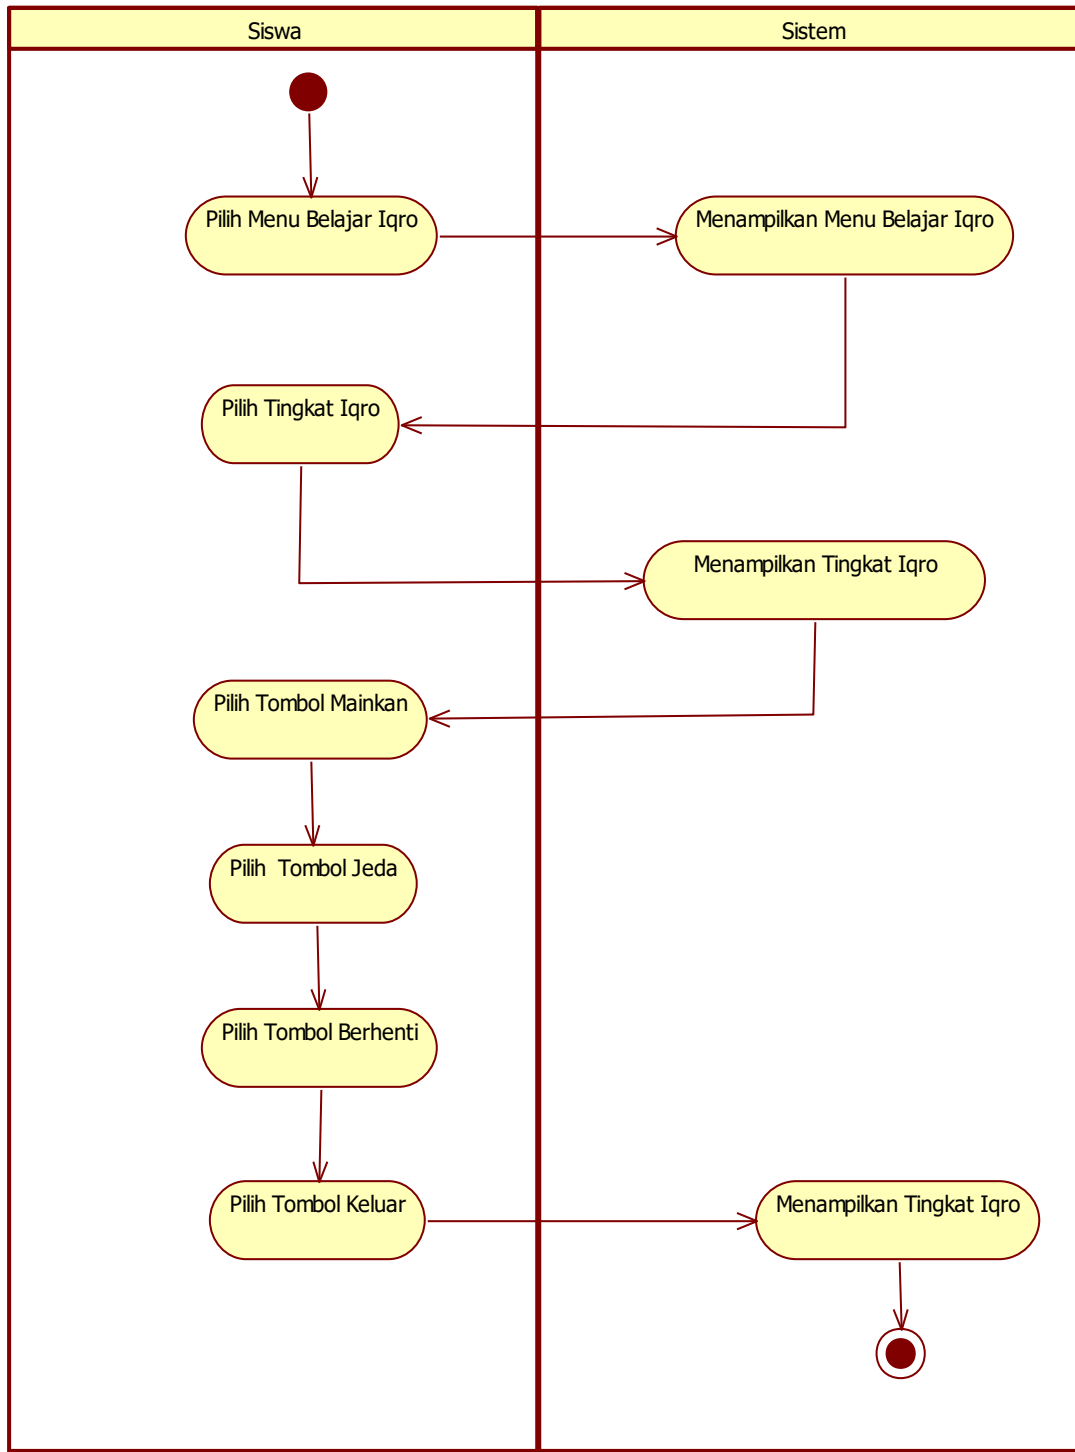 Siswa
Sistem
Pilih Menu Belajar Iqro
Menampilkan Menu Belajar Iqro
Pilih Tingkat Iqro
Menampilkan Tingkat Iqro
Pilih Tombol Mainkan
Pilih Tombol Jeda
Pilih Tombol Berhenti
Pilih Tombol Keluar
Menampilkan Tingkat Iqro